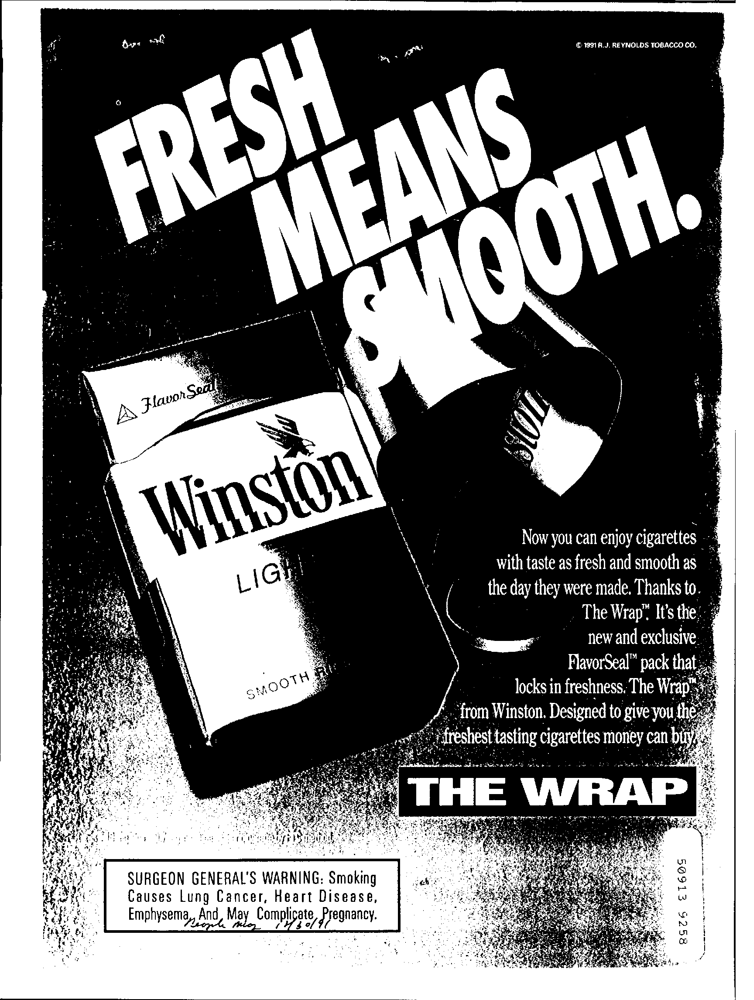 © 1991 R.J. REYNOLDS TOBACCO CO.
FRESH
MEANS
SMOOTH.
FlavorSeal
Winston
LIG
SMOOTH
Now you can enjoy cigarettes
with taste as fresh and smooth as
the day they were made. Thanks to
The Wrap™. It's the
new and exclusive
FlavorSeal™ pack that
locks in freshness. The Wrap™
from Winston. Designed to give you the
freshest tasting cigarettes money can buy.
THE WRAP
SURGEON GENERAL'S WARNING: Smoking
Causes Lung Cancer, Heart Disease,
Emphysema, And May Complicate Pregnancy.
People
50913 9258